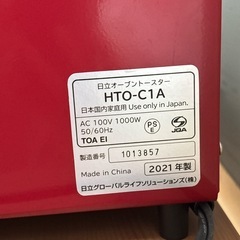 日立オーブントースター
HTO-C1A
日本国内家庭用 Use only in Japan.
AC 100V 1000W
50/60Hz
TOA EI
PS
E
JQA
製造番号 1013857
Made in China 2021年製
日立グローバルライフソリューションズ(株)